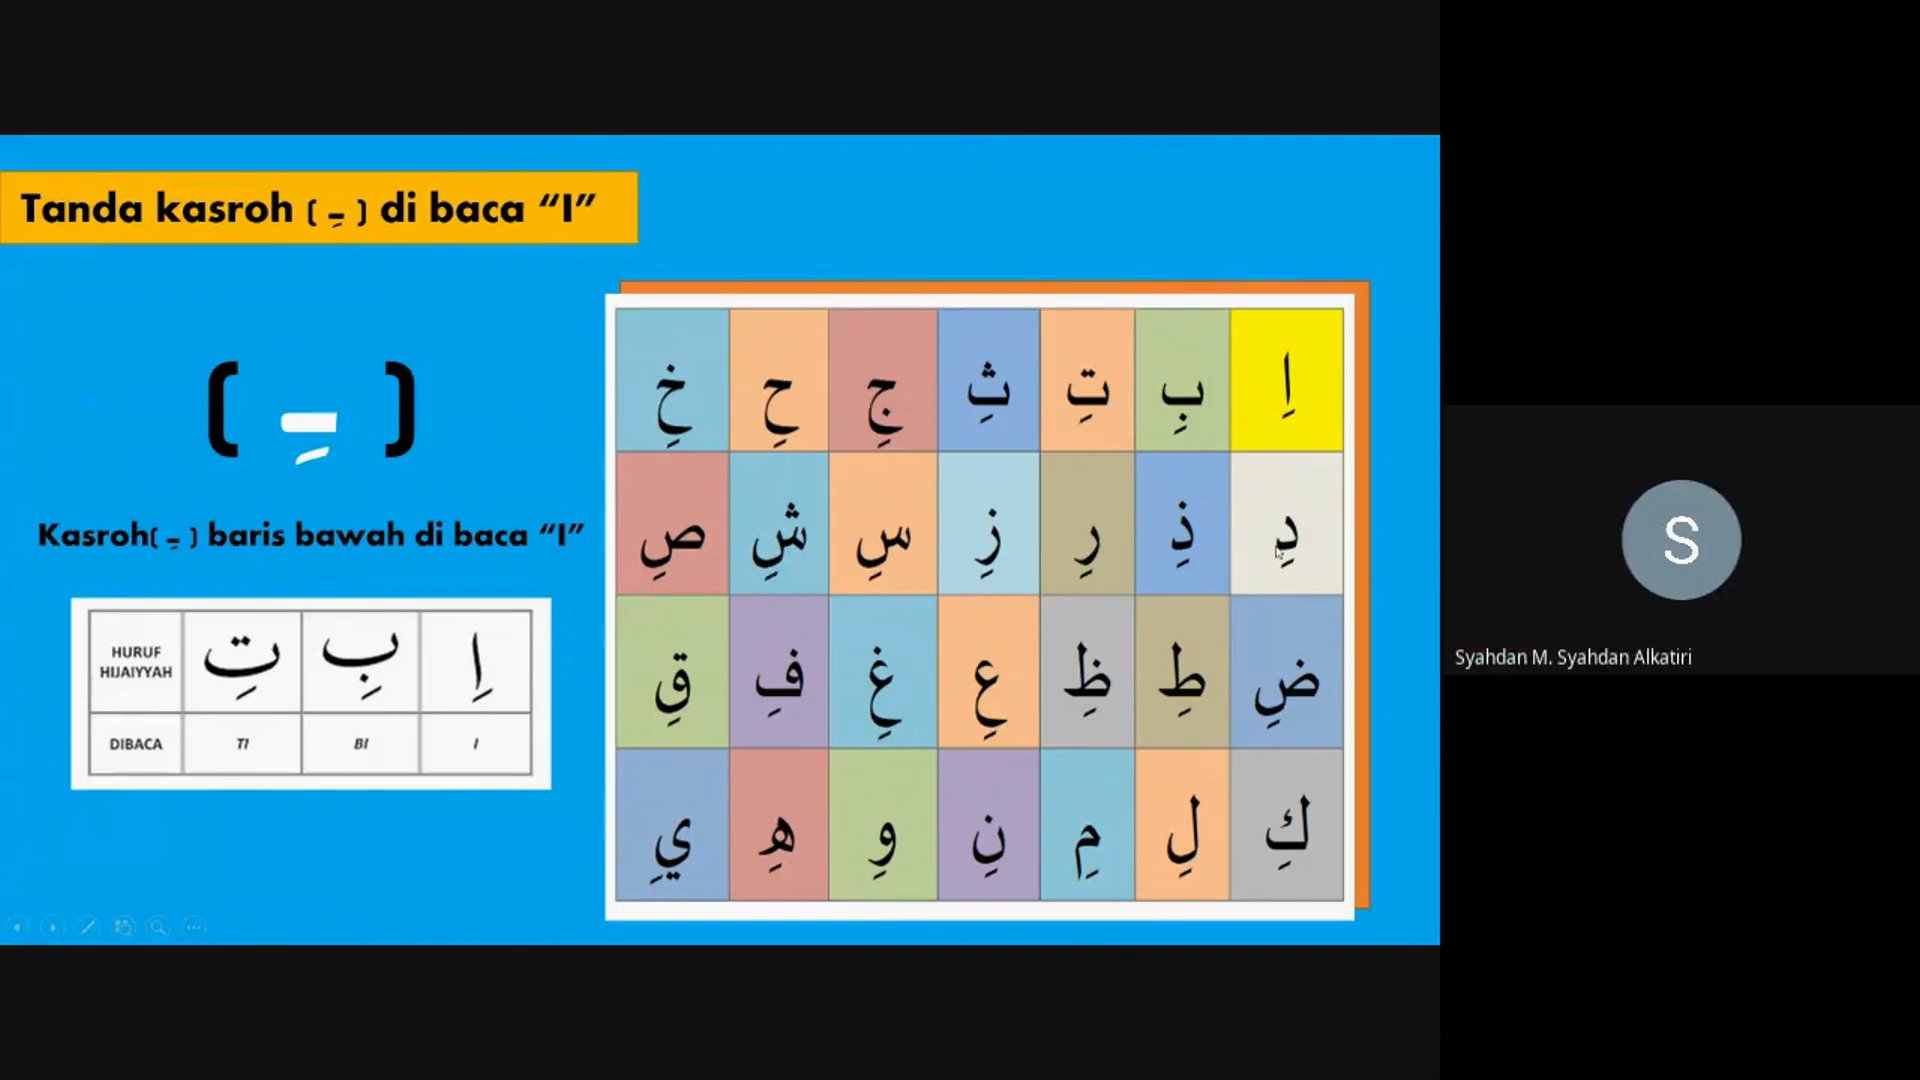 Tanda kasroh ( ـِ ) di baca “I”
( ـِ )
Kasroh( ـِ ) baris bawah di baca “I”
HURUF HIJAIYYAH تِ بِ اِ
DIBACA TI BI I
اِ بِ تِ ثِ جِ حِ خِ
دِ ذِ رِ زِ سِ شِ صِ
ضِ طِ ظِ عِ غِ فِ قِ
كِ لِ مِ نِ وِ هِ يِ
S
Syahdan M. Syahdan Alkatiri